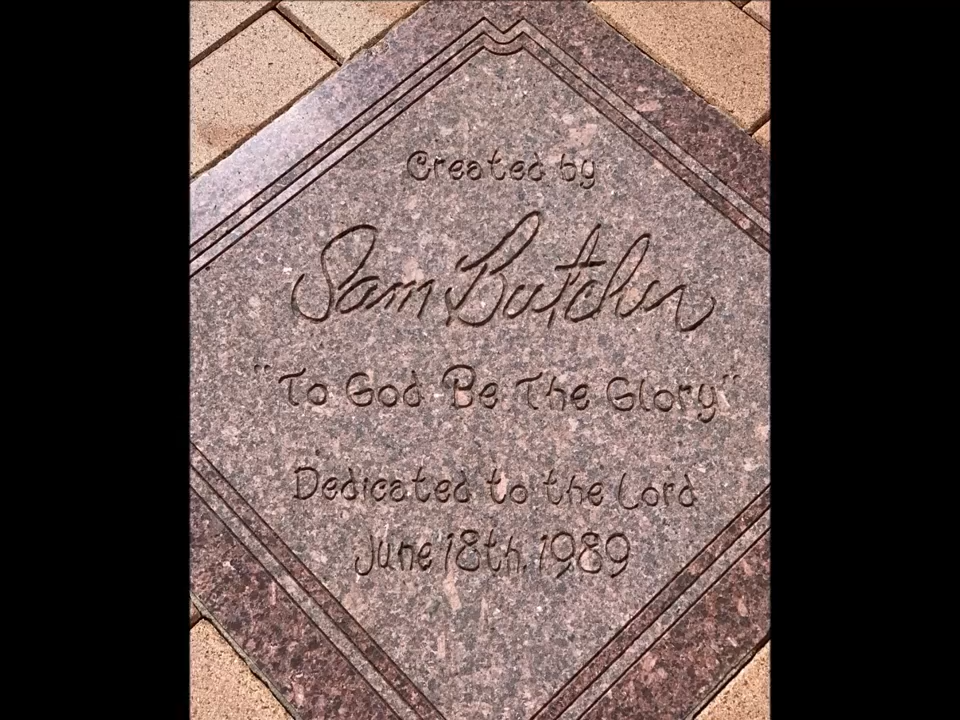 Created by
Sam Butcher
"To God Be The Glory"
Dedicated to the Lord
June 18th, 1989